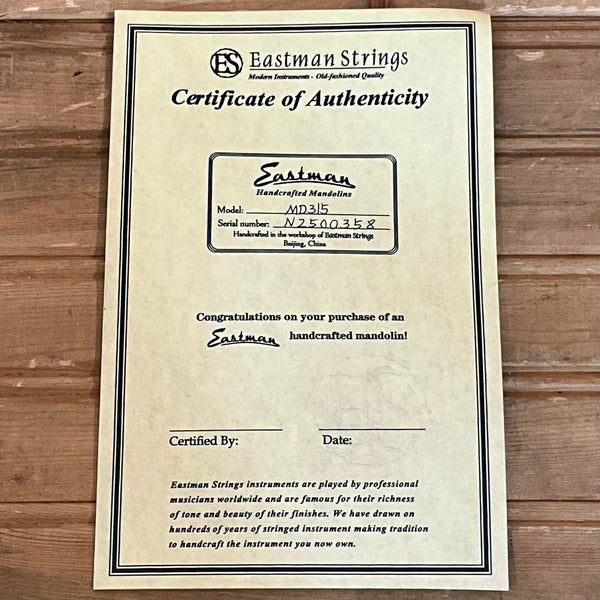 ES Eastman Strings
Modern Instruments - Old-fashioned Quality
Certificate of Authenticity
Eastman
Handcrafted Mandolins
Model: MD315
Serial number: N2500358
Handcrafted in the workshop of Eastman Strings
Beijing, China
Congratulations on your purchase of an
Eastman handcrafted mandolin!
Certified By: Date:
Eastman Strings instruments are played by professional
musicians worldwide and are famous for their richness
of tone and beauty of their finishes. We have drawn on
hundreds of years of stringed instrument making tradition
to handcraft the instrument you now own.